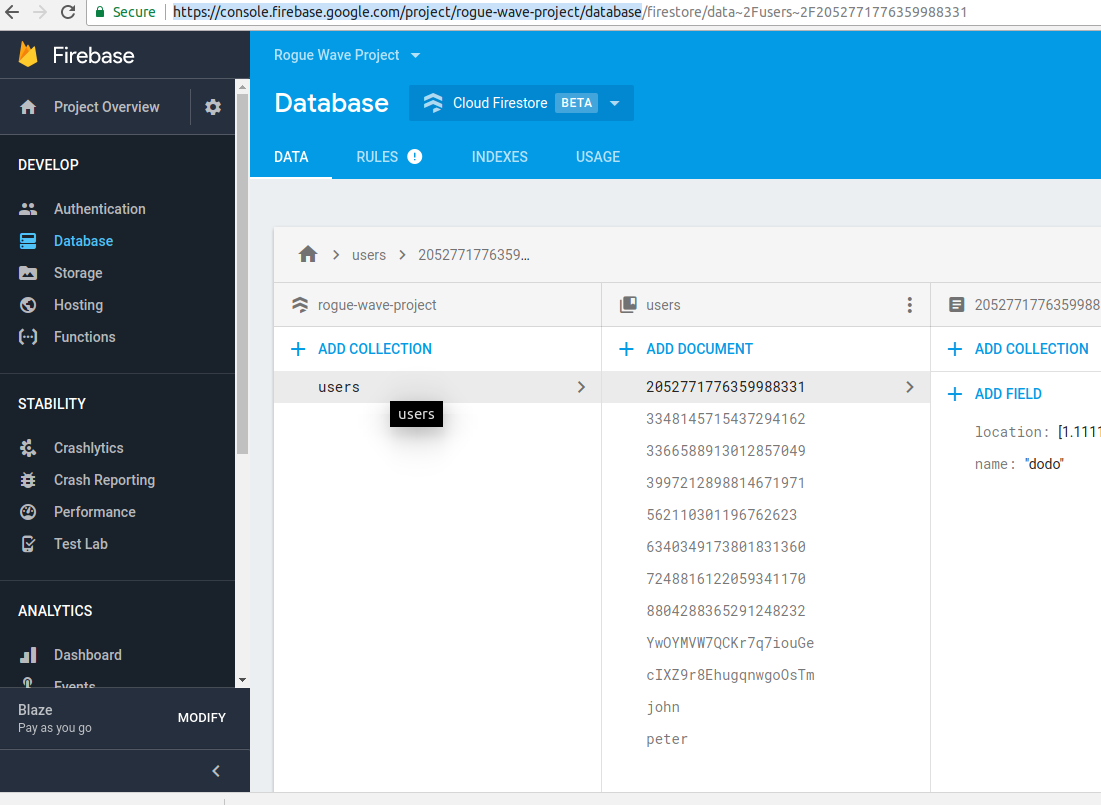 Secure https://console.firebase.google.com/project/rogue-wave-project/database/firestore/data~2Fusers~2F2052771776359988331
Firebase
Project Overview
DEVELOP
Authentication
Database
Storage
Hosting
Functions
STABILITY
Crashlytics
Crash Reporting
Performance
Test Lab
ANALYTICS
Dashboard
Events
Blaze
Pay as you go
MODIFY
Rogue Wave Project
Database Cloud Firestore BETA
DATA RULES ! INDEXES USAGE
users 2052771776359...
rogue-wave-project
ADD COLLECTION
users
users
users
ADD DOCUMENT
2052771776359988331
3348145715437294162
3366588913012857049
3997212898814671971
562110301196762623
6340349173801831360
7248816122059341170
8804288365291248232
YwOYMVW7QCKr7q7iouGe
cIXZ9r8EhugqnwgoOsTm
john
peter
2052771776359988
ADD COLLECTION
ADD FIELD
location: [1.1111
name: "dodo"